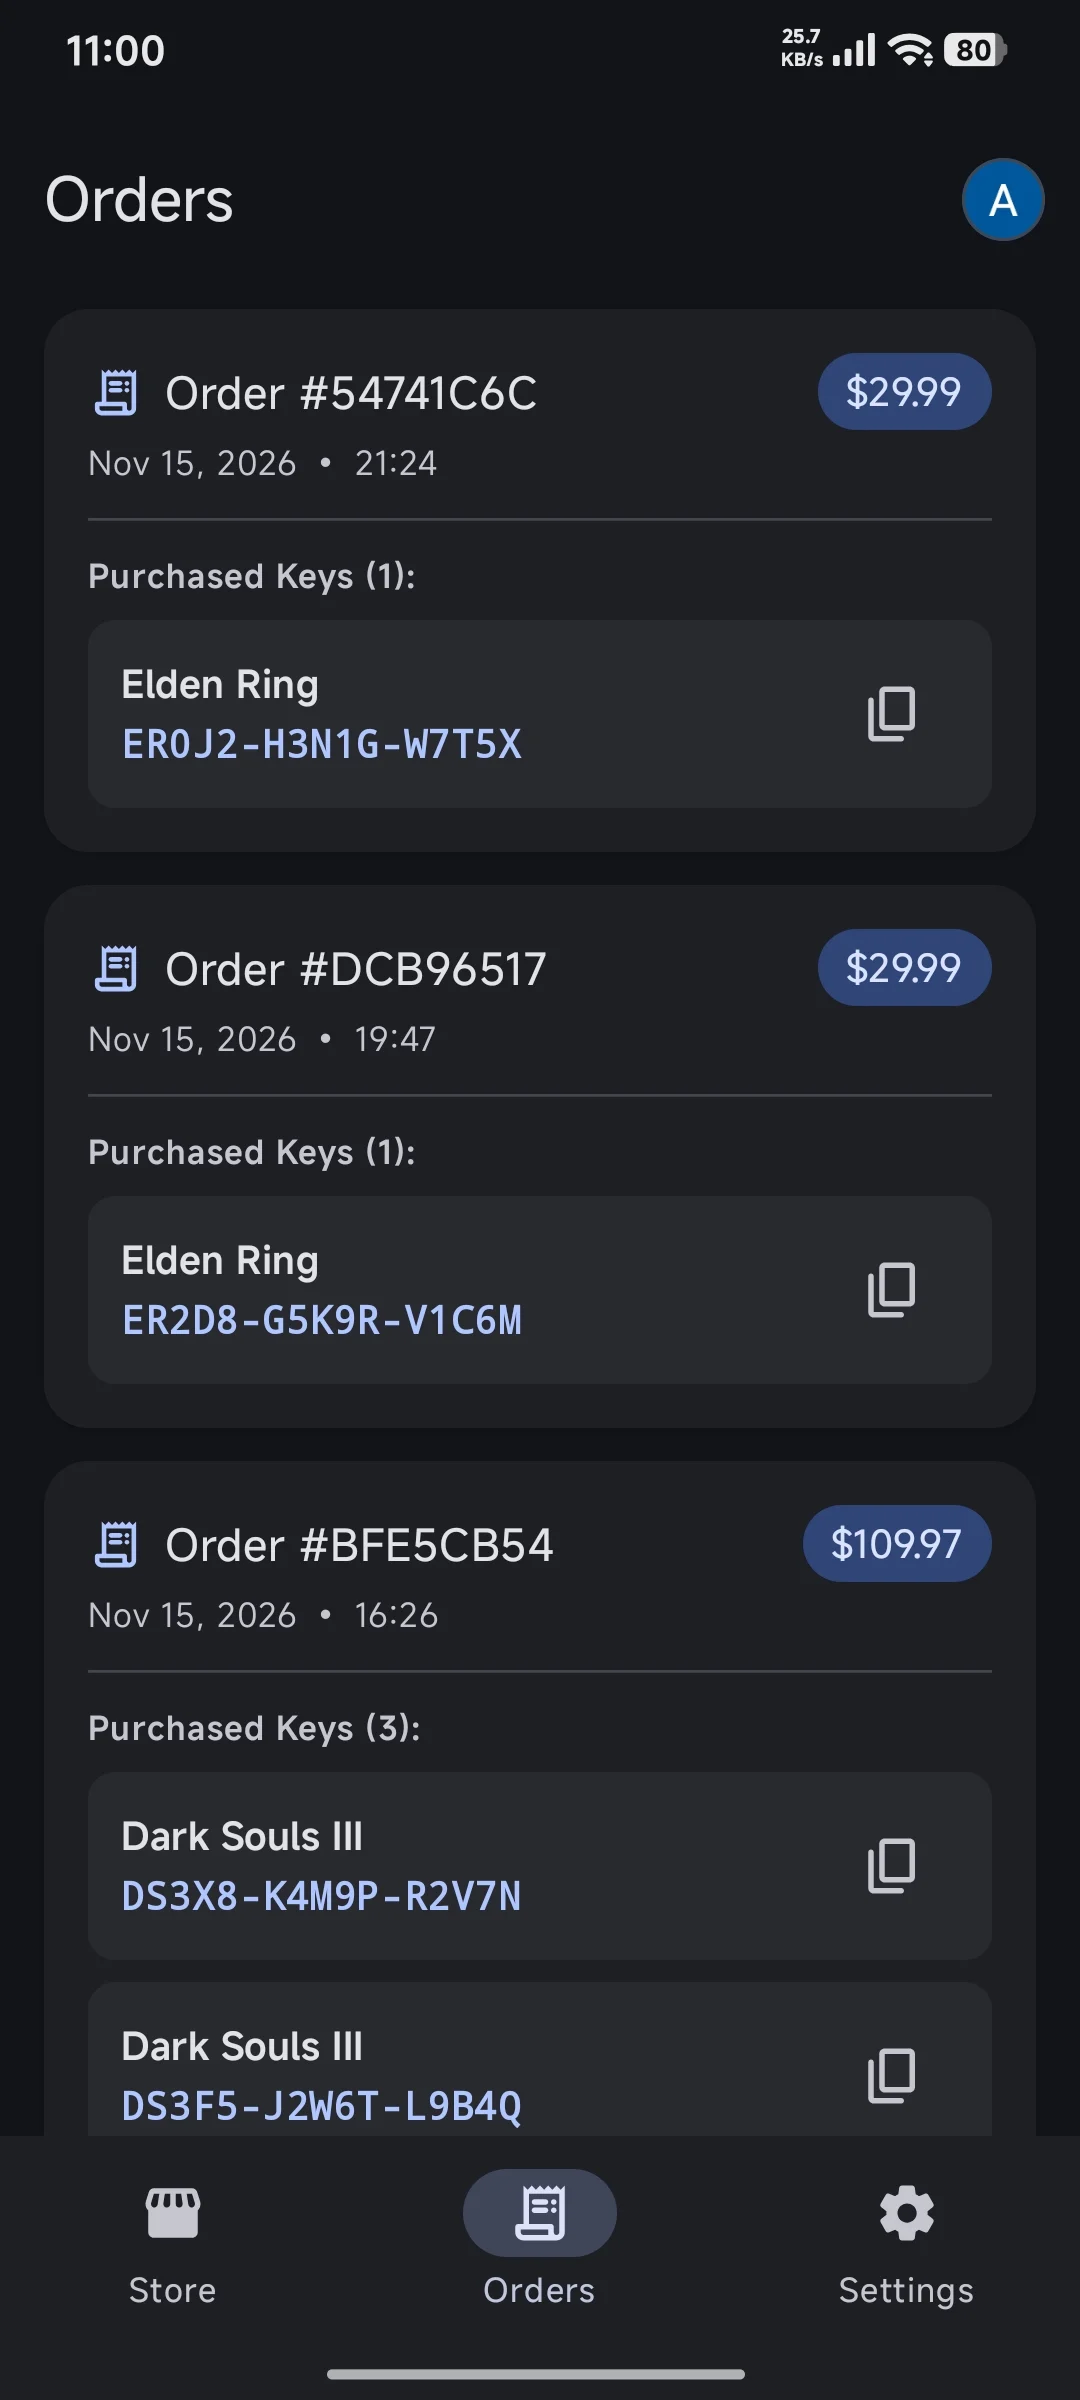 11:00
25.7
KB/s
80
Orders
A
Order #54741C6C
$29.99
Nov 15, 2026 • 21:24
Purchased Keys (1):
Elden Ring
ER0J2-H3N1G-W7T5X
Order #DCB96517
$29.99
Nov 15, 2026 • 19:47
Purchased Keys (1):
Elden Ring
ER2D8-G5K9R-V1C6M
Order #BFE5CB54
$109.97
Nov 15, 2026 • 16:26
Purchased Keys (3):
Dark Souls III
DS3X8-K4M9P-R2V7N
Dark Souls III
DS3F5-J2W6T-L9B4Q
Store
Orders
Settings